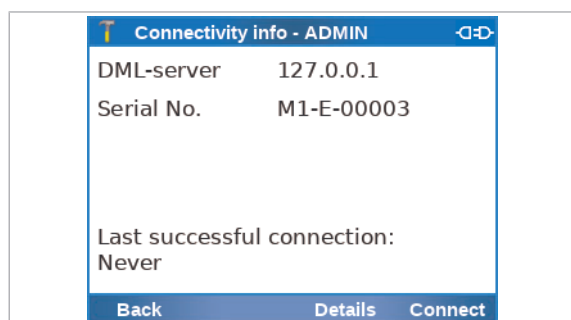 Connectivity info - ADMIN
DML-server 127.0.0.1
Serial No. M1-E-00003
Last successful connection:
Never
Back Details Connect